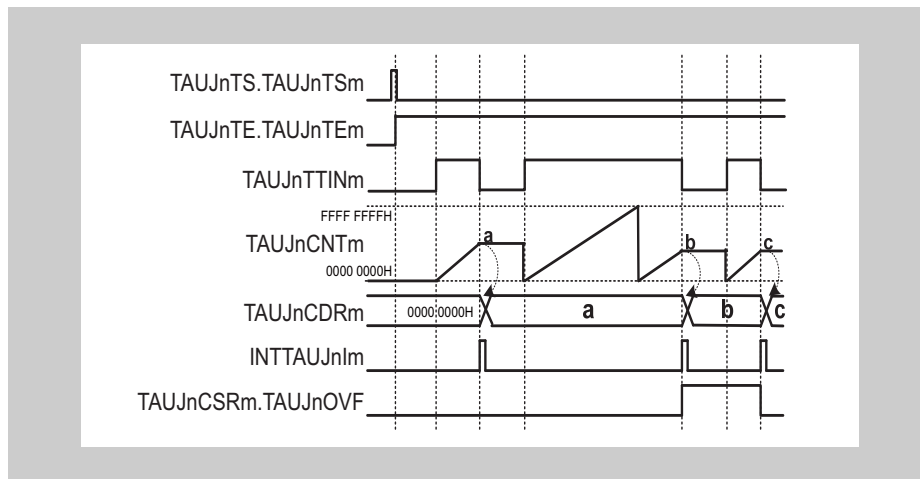 TAUJnTS.TAUJnTSm
TAUJnTE.TAUJnTEm
TAUJnTTINm
FFFF FFFFH
TAUJnCNTm
a
b
c
0000 0000H
TAUJnCDRm
0000 0000H
a
b
c
INTTAUJnIm
TAUJnCSRm.TAUJnOVF